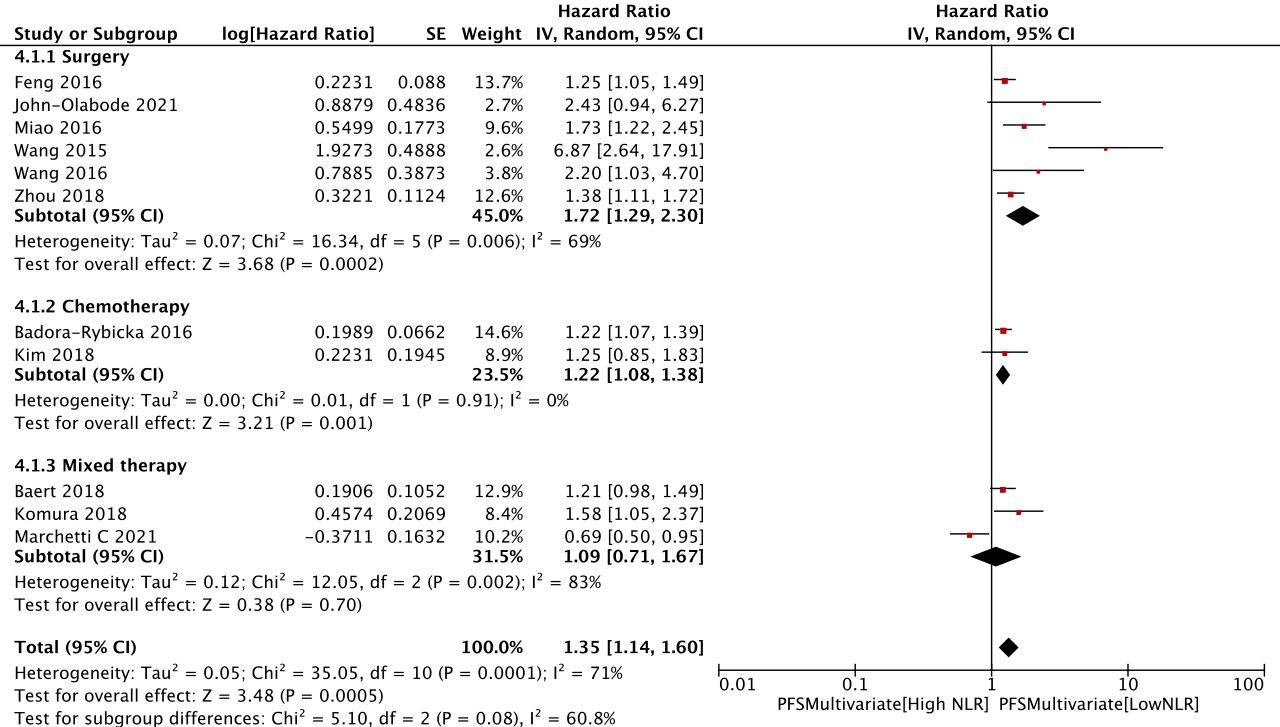 Hazard Ratio Hazard Ratio
Study or Subgroup log[Hazard Ratio] SE Weight IV, Random, 95% CI IV, Random, 95% CI
4.1.1 Surgery
Feng 2016 0.2231 0.088 13.7% 1.25 [1.05, 1.49]
John-Olabode 2021 0.8879 0.4836 2.7% 2.43 [0.94, 6.27]
Miao 2016 0.5499 0.1773 9.6% 1.73 [1.22, 2.45]
Wang 2015 1.9273 0.4888 2.6% 6.87 [2.64, 17.91]
Wang 2016 0.7885 0.3873 3.8% 2.20 [1.03, 4.70]
Zhou 2018 0.3221 0.1124 12.6% 1.38 [1.11, 1.72]
Subtotal (95% CI) 45.0% 1.72 [1.29, 2.30]
Heterogeneity: Tau² = 0.07; Chi² = 16.34, df = 5 (P = 0.006); I² = 69%
Test for overall effect: Z = 3.68 (P = 0.0002)
4.1.2 Chemotherapy
Badora-Rybicka 2016 0.1989 0.0662 14.6% 1.22 [1.07, 1.39]
Kim 2018 0.2231 0.1945 8.9% 1.25 [0.85, 1.83]
Subtotal (95% CI) 23.5% 1.22 [1.08, 1.38]
Heterogeneity: Tau² = 0.00; Chi² = 0.01, df = 1 (P = 0.91); I² = 0%
Test for overall effect: Z = 3.21 (P = 0.001)
4.1.3 Mixed therapy
Baert 2018 0.1906 0.1052 12.9% 1.21 [0.98, 1.49]
Komura 2018 0.4574 0.2069 8.4% 1.58 [1.05, 2.37]
Marchetti C 2021 −0.3711 0.1632 10.2% 0.69 [0.50, 0.95]
Subtotal (95% CI) 31.5% 1.09 [0.71, 1.67]
Heterogeneity: Tau² = 0.12; Chi² = 12.05, df = 2 (P = 0.002); I² = 83%
Test for overall effect: Z = 0.38 (P = 0.70)
Total (95% CI) 100.0% 1.35 [1.14, 1.60]
Heterogeneity: Tau² = 0.05; Chi² = 35.05, df = 10 (P = 0.0001); I² = 71%
Test for overall effect: Z = 3.48 (P = 0.0005)
Test for subgroup differences: Chi² = 5.10, df = 2 (P = 0.08), I² = 60.8%
0.01 0.1 1 10 100
PFSMultivariate[High NLR] PFSMultivariate[LowNLR]